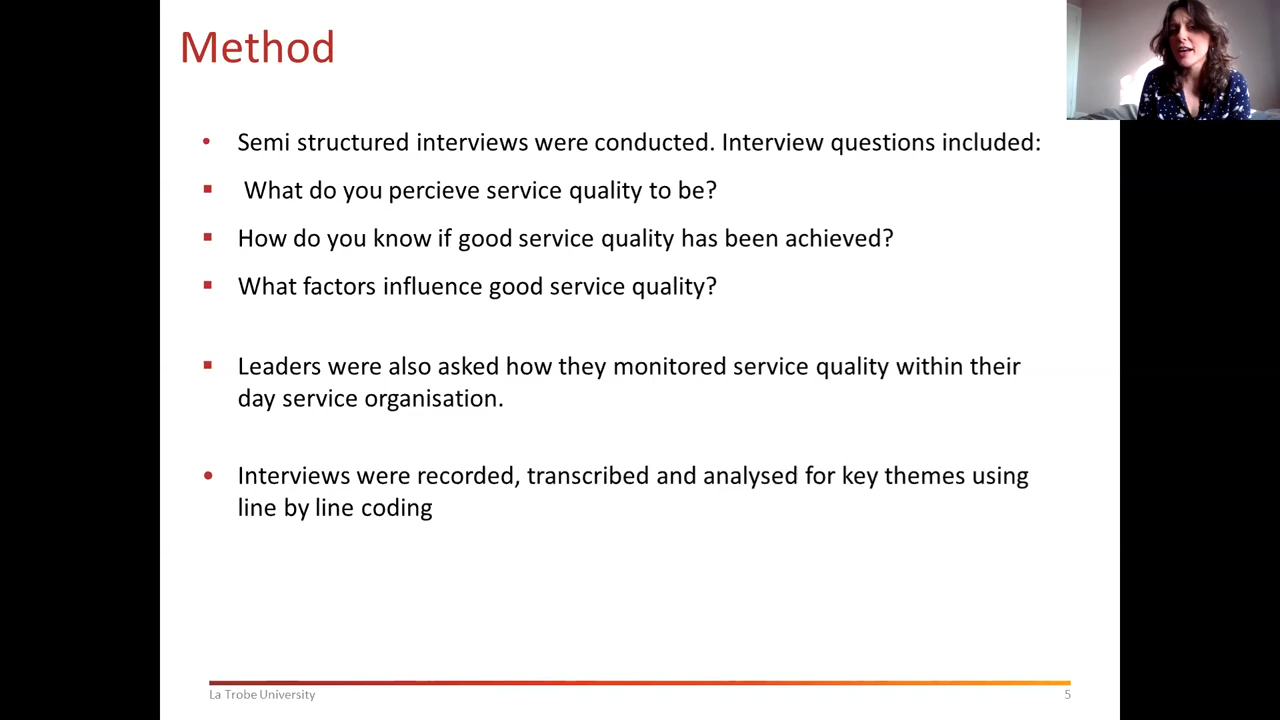 Method
• Semi structured interviews were conducted. Interview questions included:
▪ What do you percieve service quality to be?
▪ How do you know if good service quality has been achieved?
▪ What factors influence good service quality?
▪ Leaders were also asked how they monitored service quality within their
day service organisation.
• Interviews were recorded, transcribed and analysed for key themes using
line by line coding
La Trobe University
5